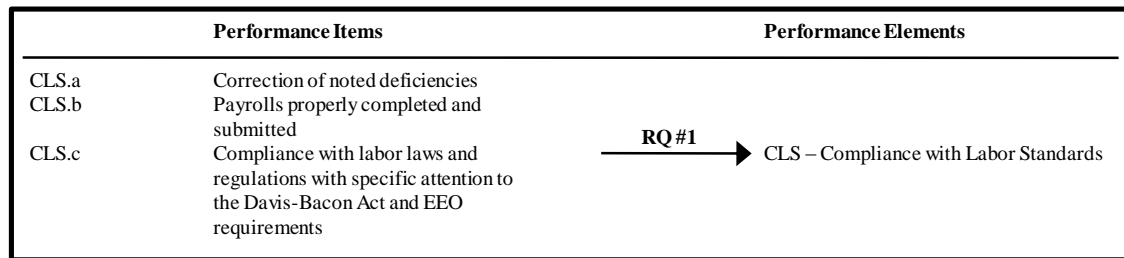 Performance Items Performance Elements
CLS.a Correction of noted deficiencies
CLS.b Payrolls properly completed and
submitted
RQ #1
CLS.c Compliance with labor laws and CLS – Compliance with Labor Standards
regulations with specific attention to
the Davis-Bacon Act and EEO
requirements